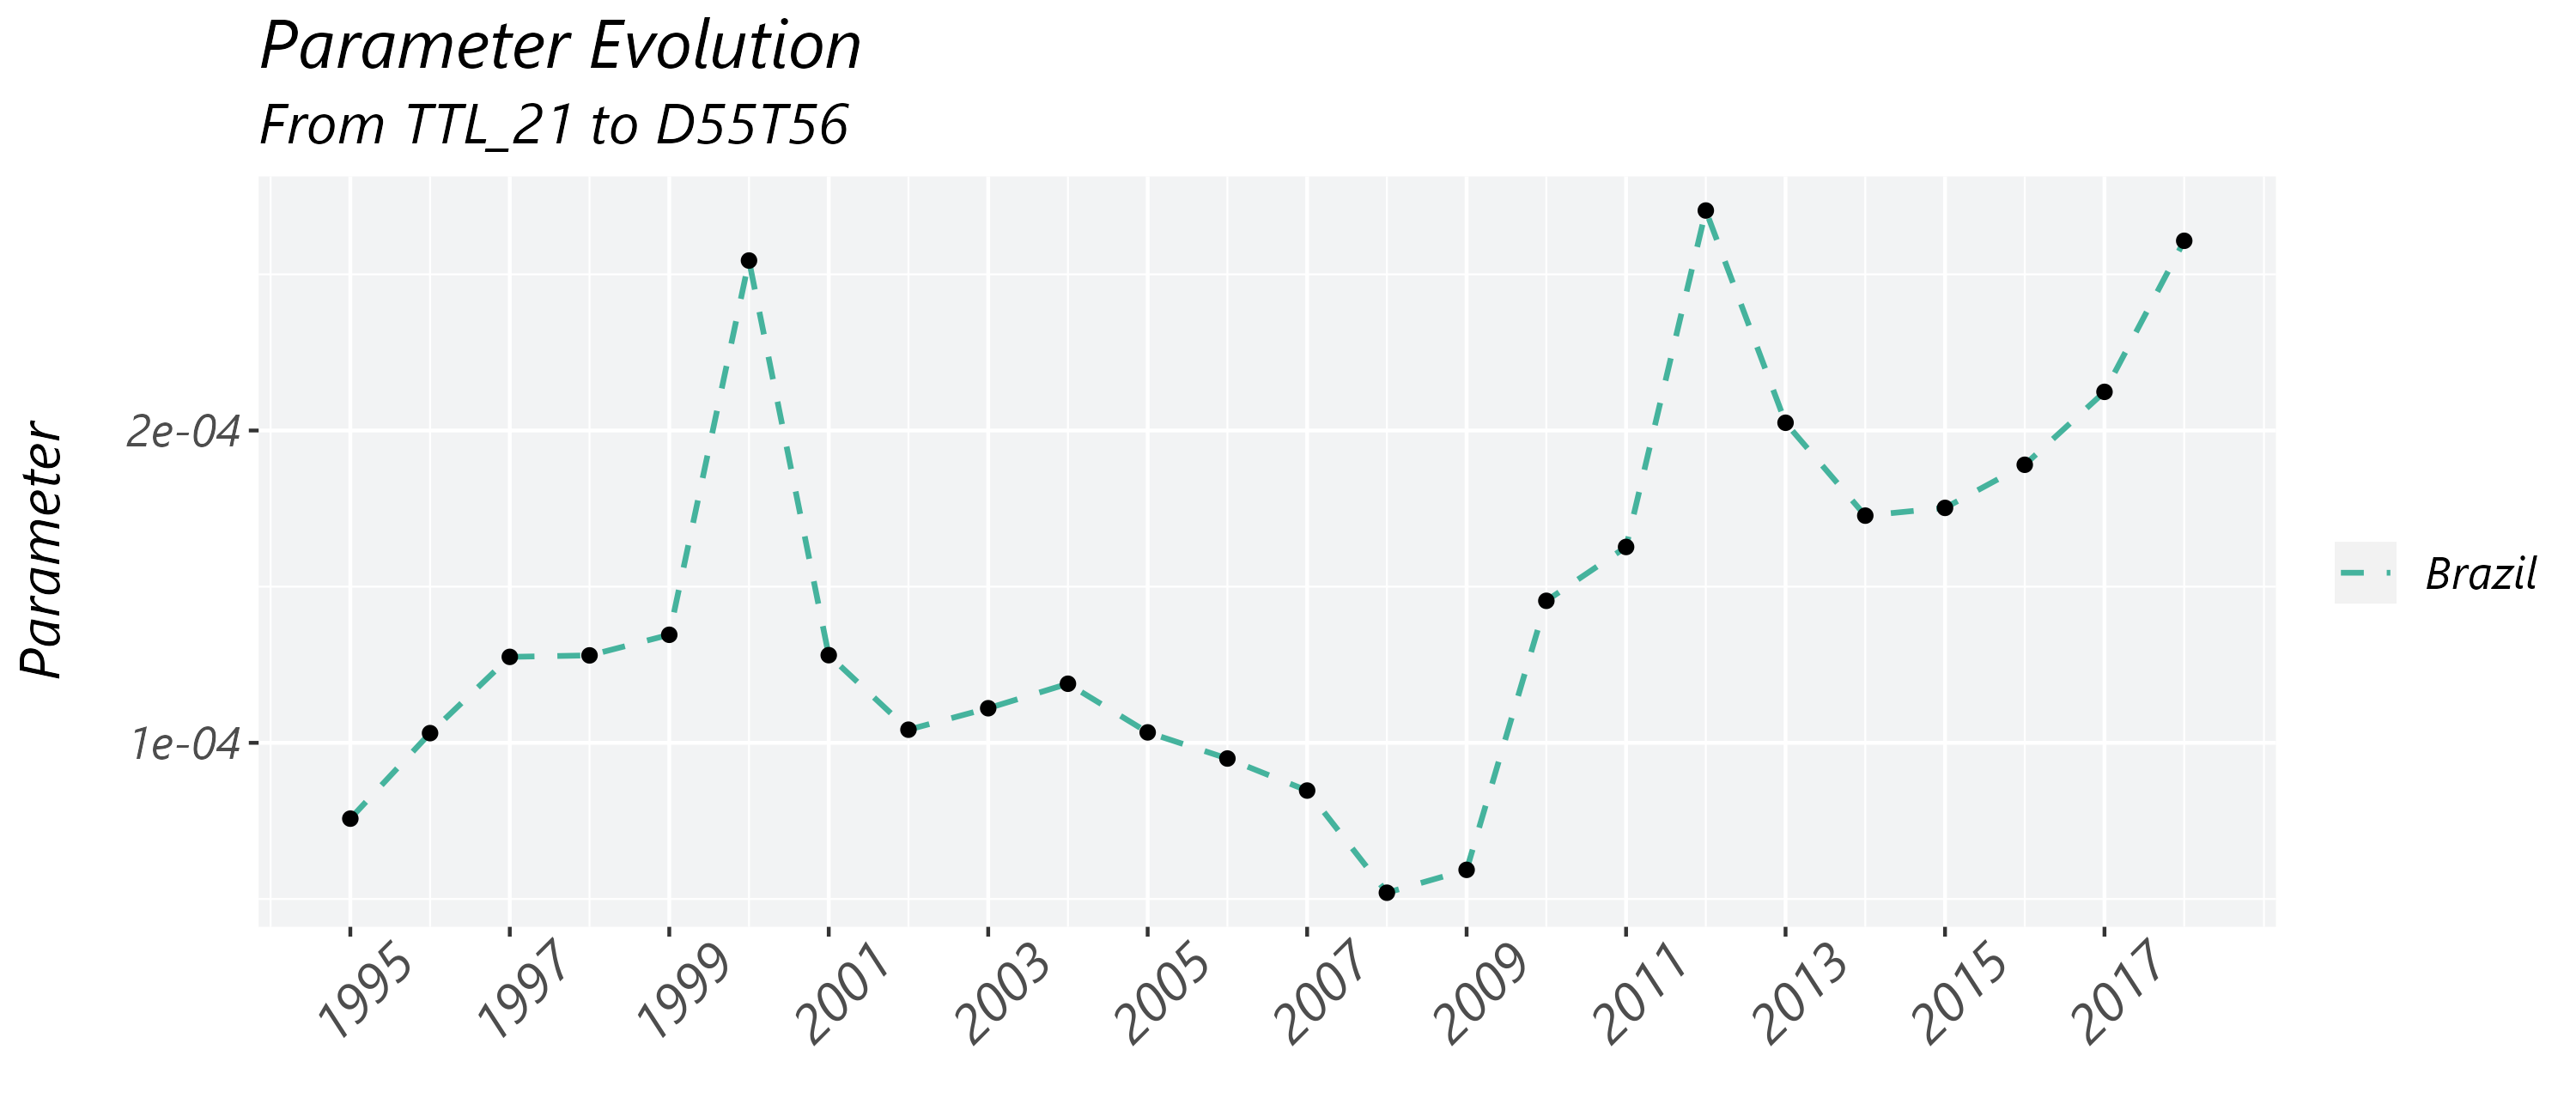 Parameter Evolution
From TTL_21 to D55T56
Parameter
2e-04
1e-04
1995
1997
1999
2001
2003
2005
2007
2009
2011
2013
2015
2017
Brazil